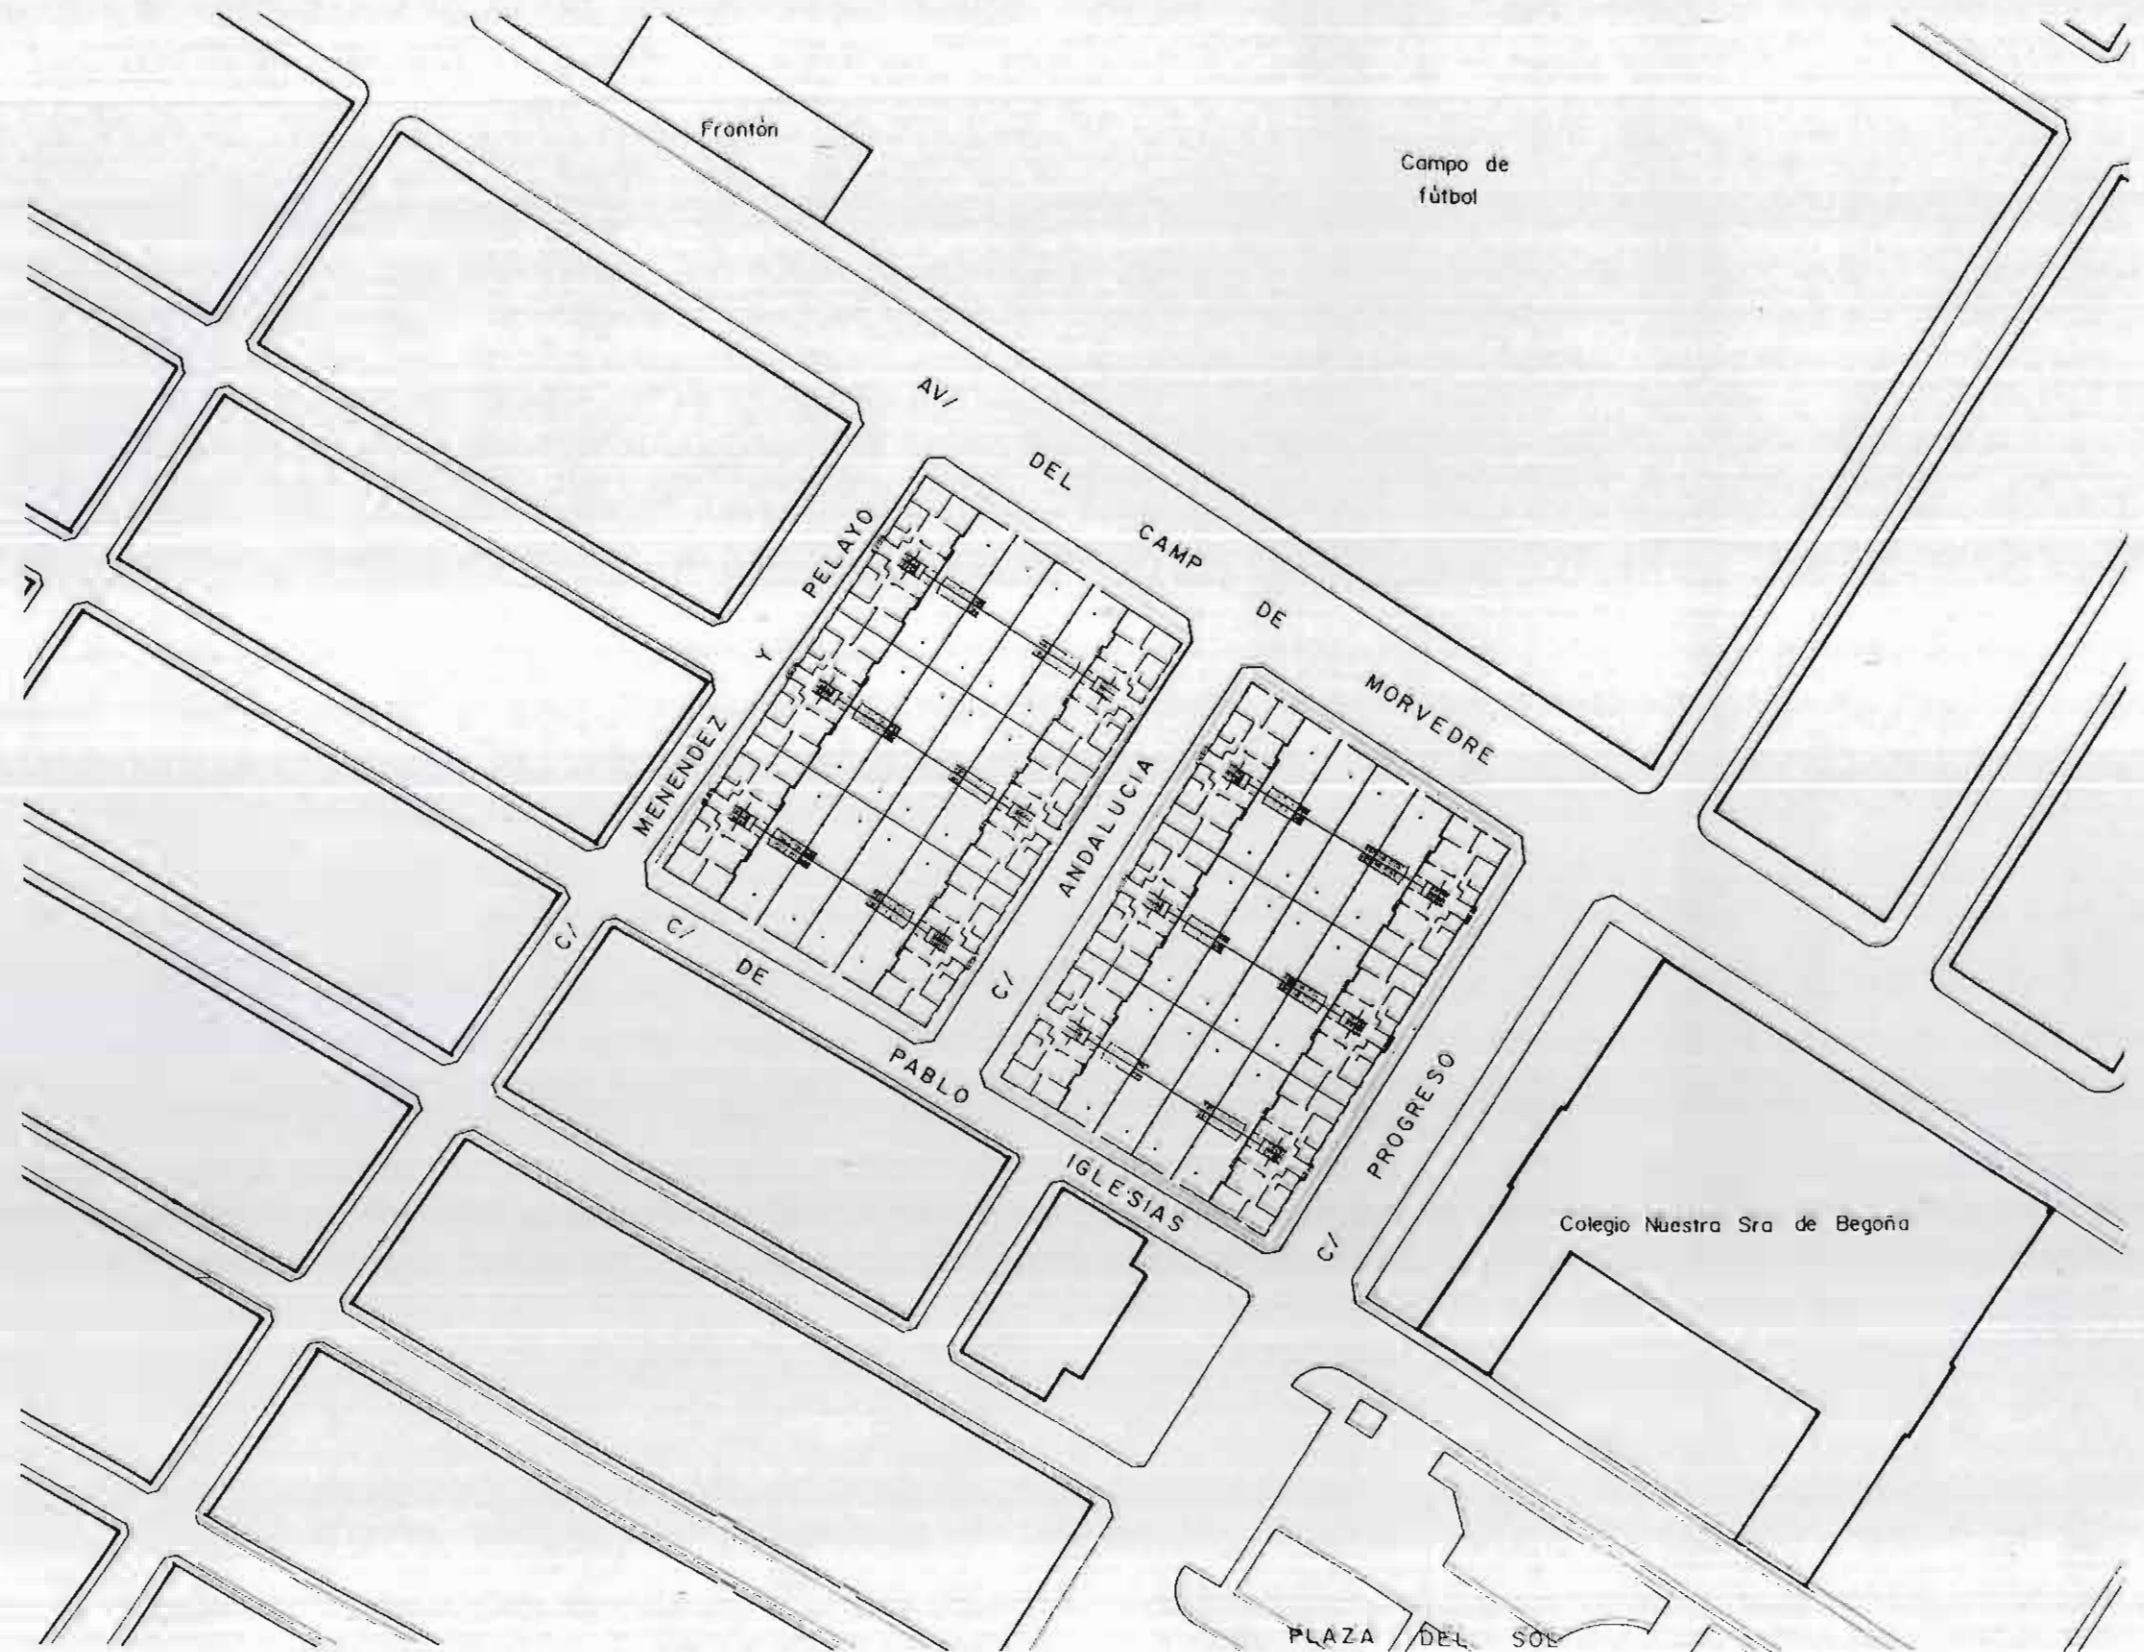 Frontón
Campo de
fútbol
AV/ DEL CAMP DE MORVEDRE
C/ MENENDEZ Y PELAYO
C/ ANDALUCIA
C/ DE PABLO IGLESIAS
C/ PROGRESO
Colegio Nuestra Sra de Begoña
PLAZA DEL SOL